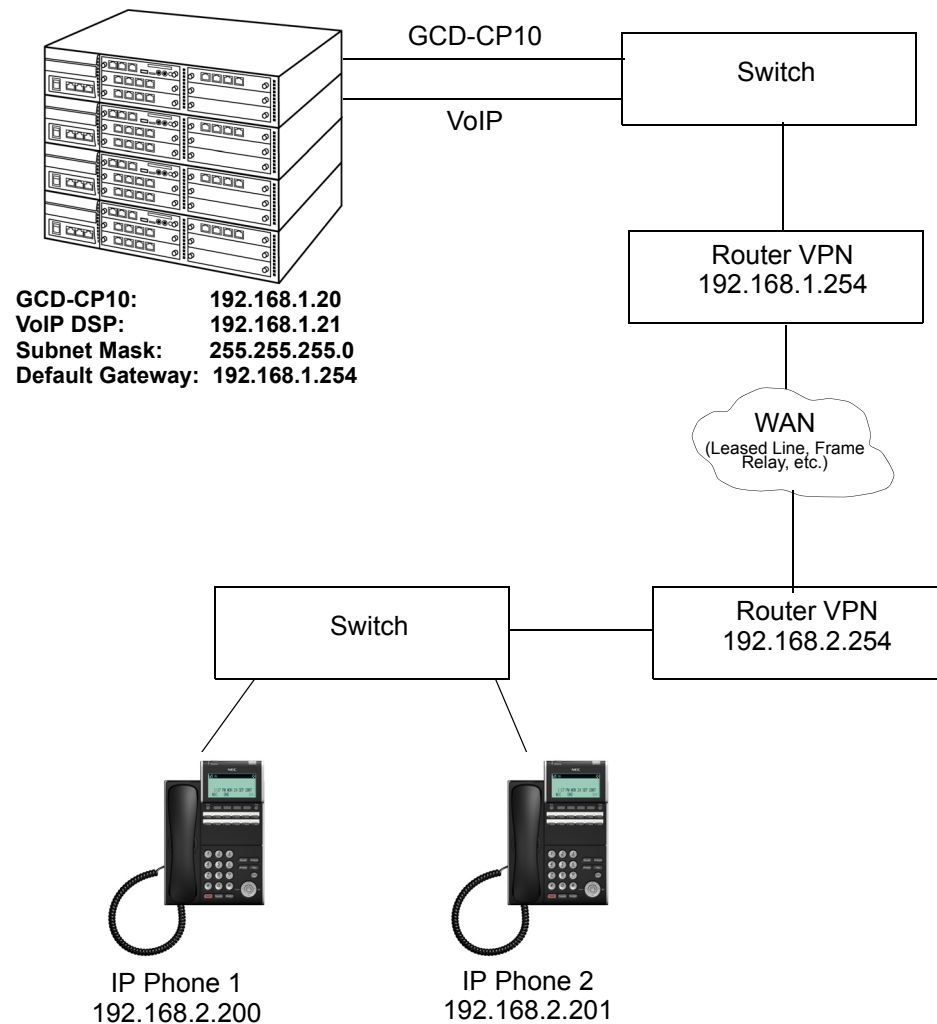 GCD-CP10
VoIP
Switch
GCD-CP10: 192.168.1.20
VoIP DSP: 192.168.1.21
Subnet Mask: 255.255.255.0
Default Gateway: 192.168.1.254
Router VPN
192.168.1.254
WAN
(Leased Line, Frame
Relay, etc.)
Router VPN
192.168.2.254
Switch
NEC
NEC
IP Phone 1
192.168.2.200
IP Phone 2
192.168.2.201